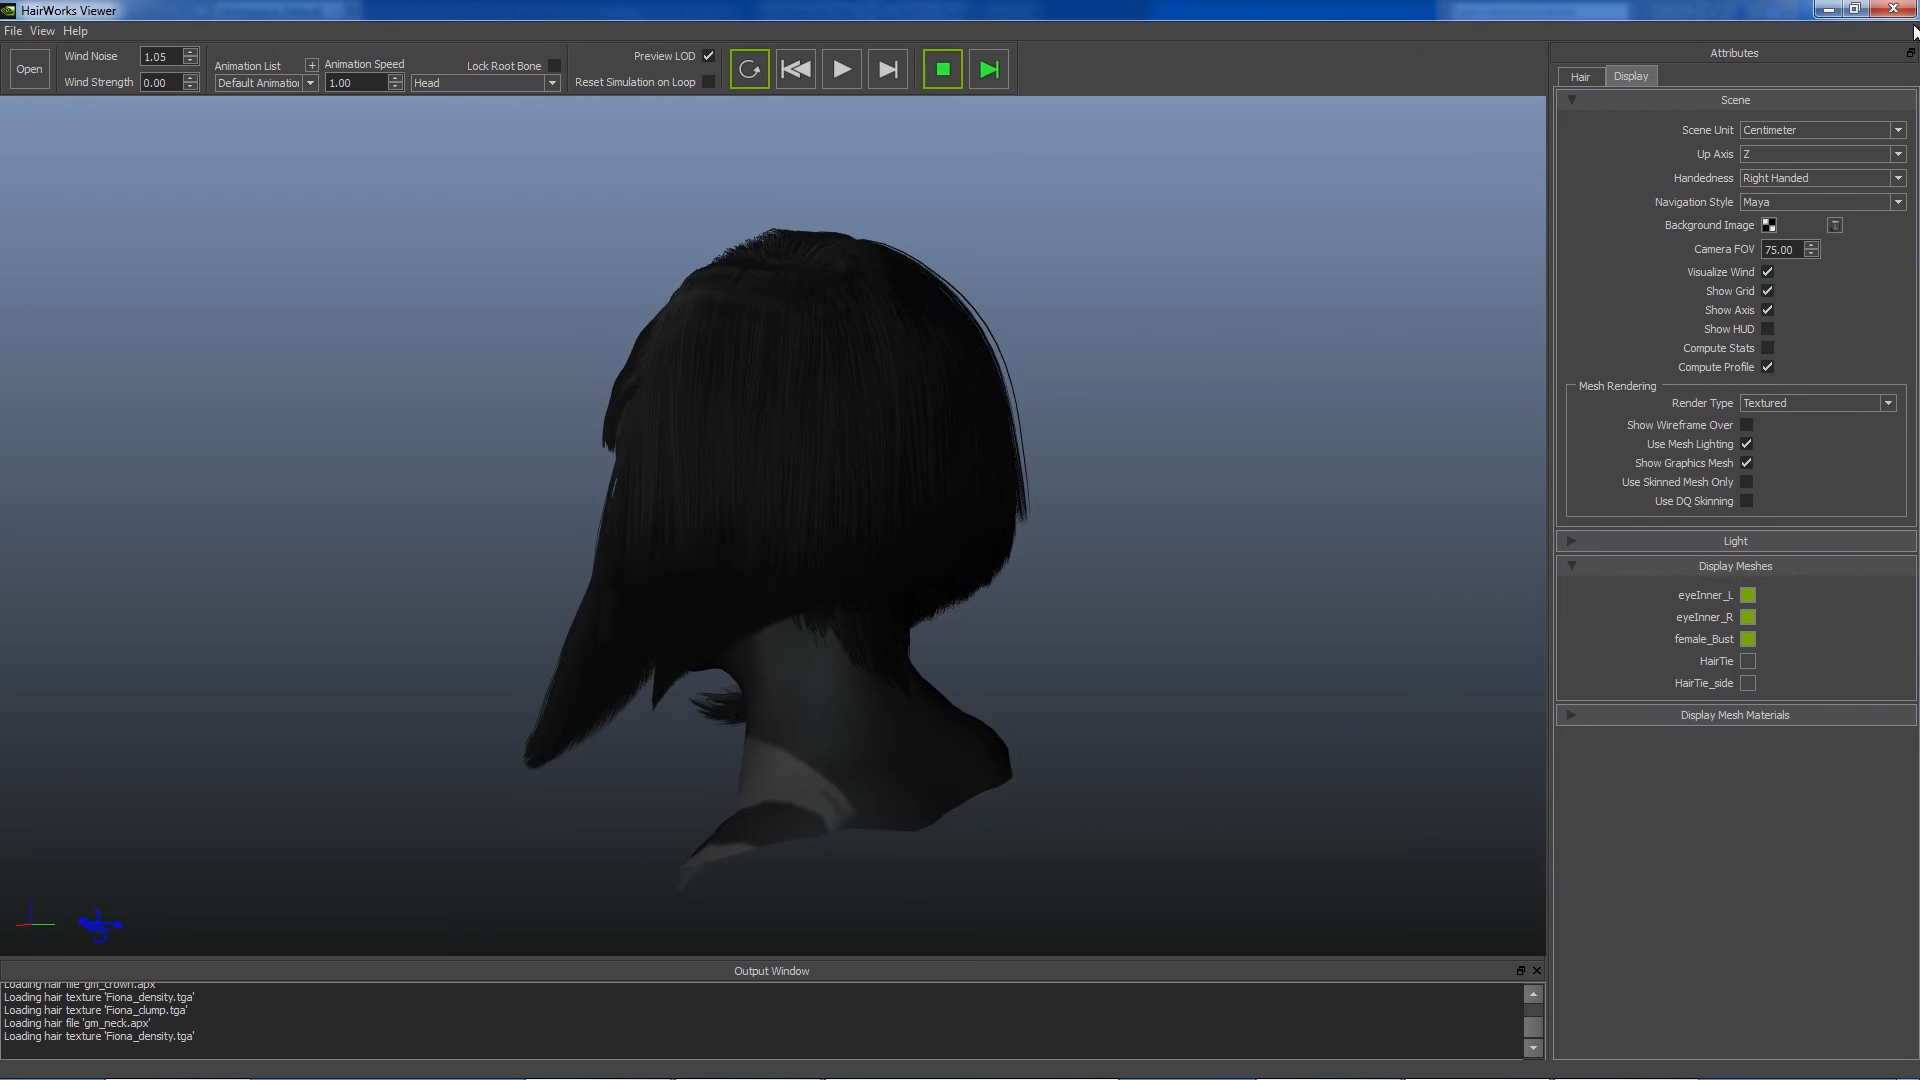 HairWorks Viewer
File View Help
Open
Wind Noise 1.05
Wind Strength 0.00
Animation List + Animation Speed
Default Animatio 1.00
Lock Root Bone
Head
Preview LOD
Reset Simulation on Loop
Attributes
Hair Display
Scene
Scene Unit Centimeter
Up Axis Z
Handedness Right Handed
Navigation Style Maya
Background Image
Camera FOV 75.00
Visualize Wind
Show Grid
Show Axis
Show HUD
Compute Stats
Compute Profile
Mesh Rendering
Render Type Textured
Show Wireframe Over
Use Mesh Lighting
Show Graphics Mesh
Use Skinned Mesh Only
Use DQ Skinning
Light
Display Meshes
eyeInner_L
eyeInner_R
female_Bust
HairTie
HairTie_side
Display Mesh Materials
Output Window
Loading hair file 'gm_crown.apx'
Loading hair texture 'Fiona_density.tga'
Loading hair texture 'Fiona_clump.tga'
Loading hair file 'gm_neck.apx'
Loading hair texture 'Fiona_density.tga'